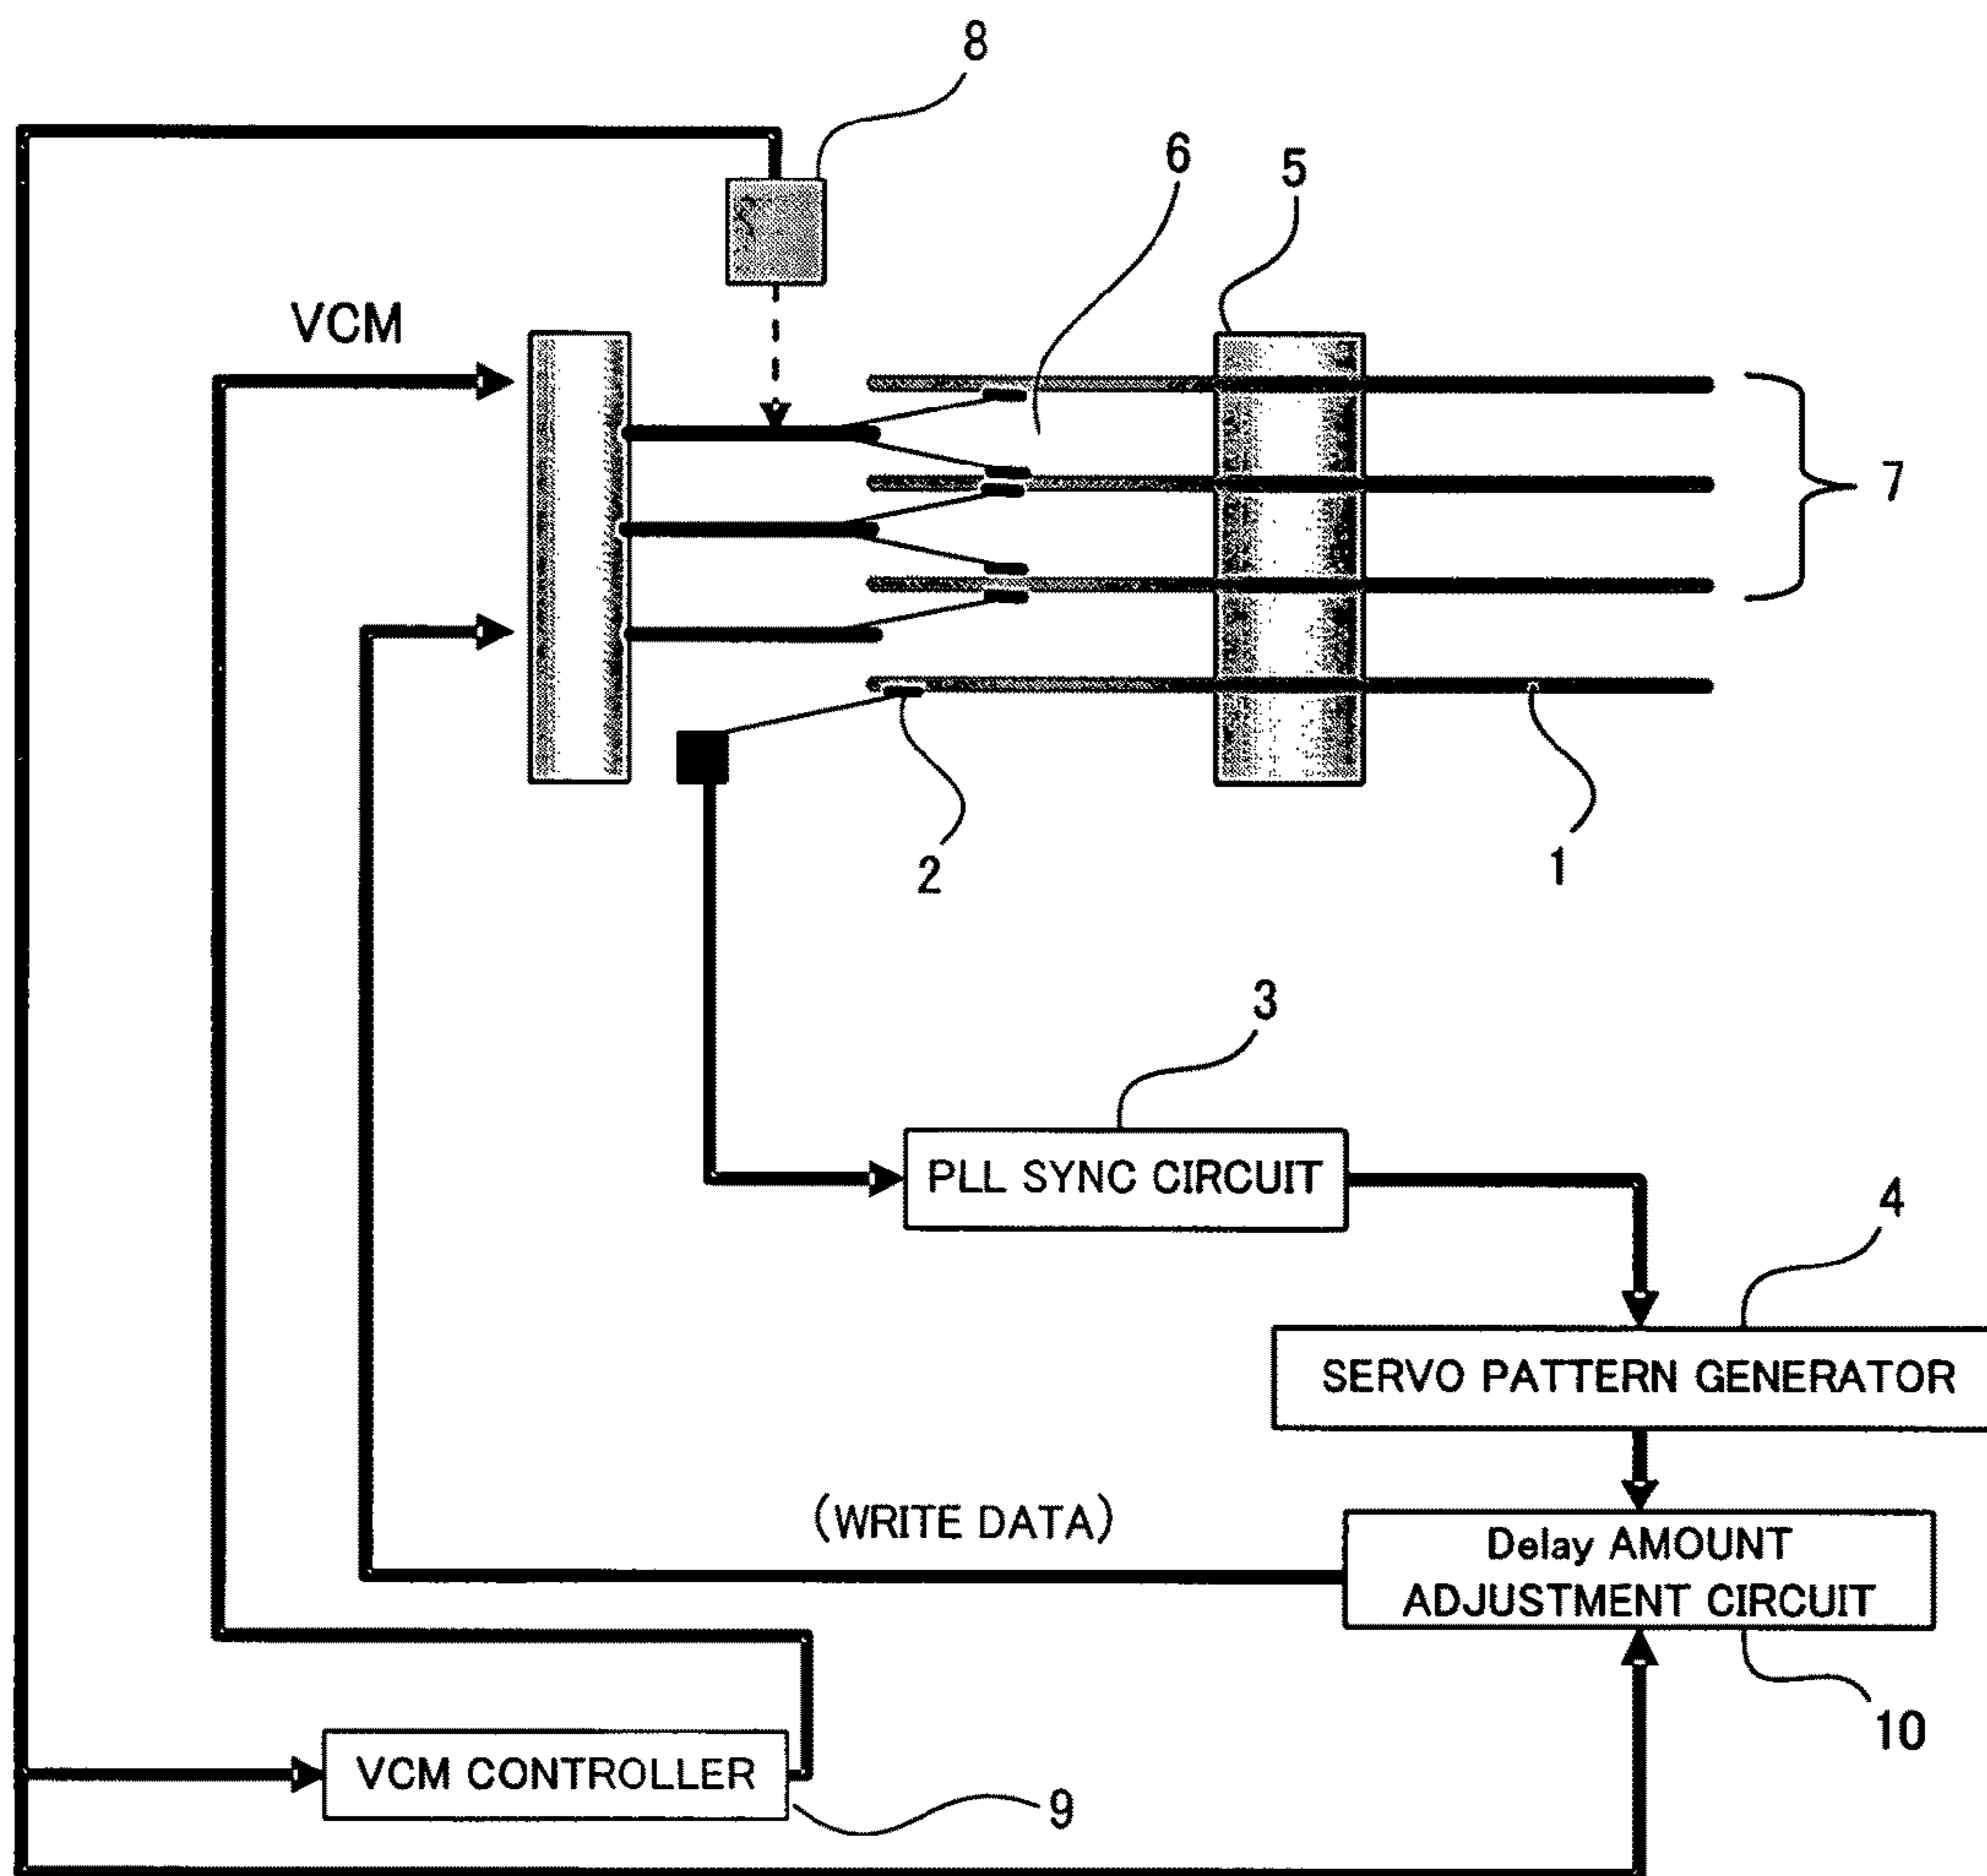 8
6
5
VCM
7
2
1
3
PLL SYNC CIRCUIT
4
SERVO PATTERN GENERATOR
(WRITE DATA)
Delay AMOUNT
ADJUSTMENT CIRCUIT
10
VCM CONTROLLER
9